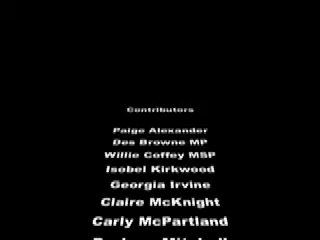 Contributors
Paige Alexander
Des Browne MP
Willie Coffey MSP
Isobel Kirkwood
Georgia Irvine
Claire McKnight
Carly McPartland